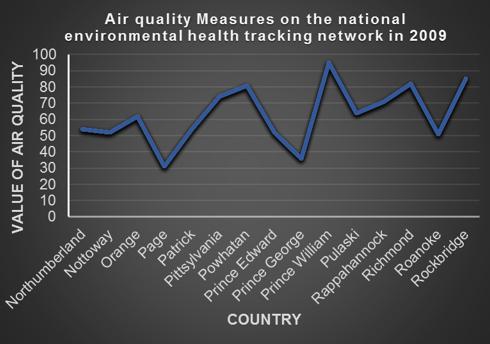 Air quality Measures on the national
environmental health tracking network in 2009
VALUE OF AIR QUALITY
100
90
80
70
60
50
40
30
20
10
0
Northumberland
Nottoway
Orange
Page
Patrick
Pittsylvania
Powhatan
Prince Edward
Prince George
Prince William
Pulaski
Rappahannock
Richmond
Roanoke
Rockbridge
COUNTRY